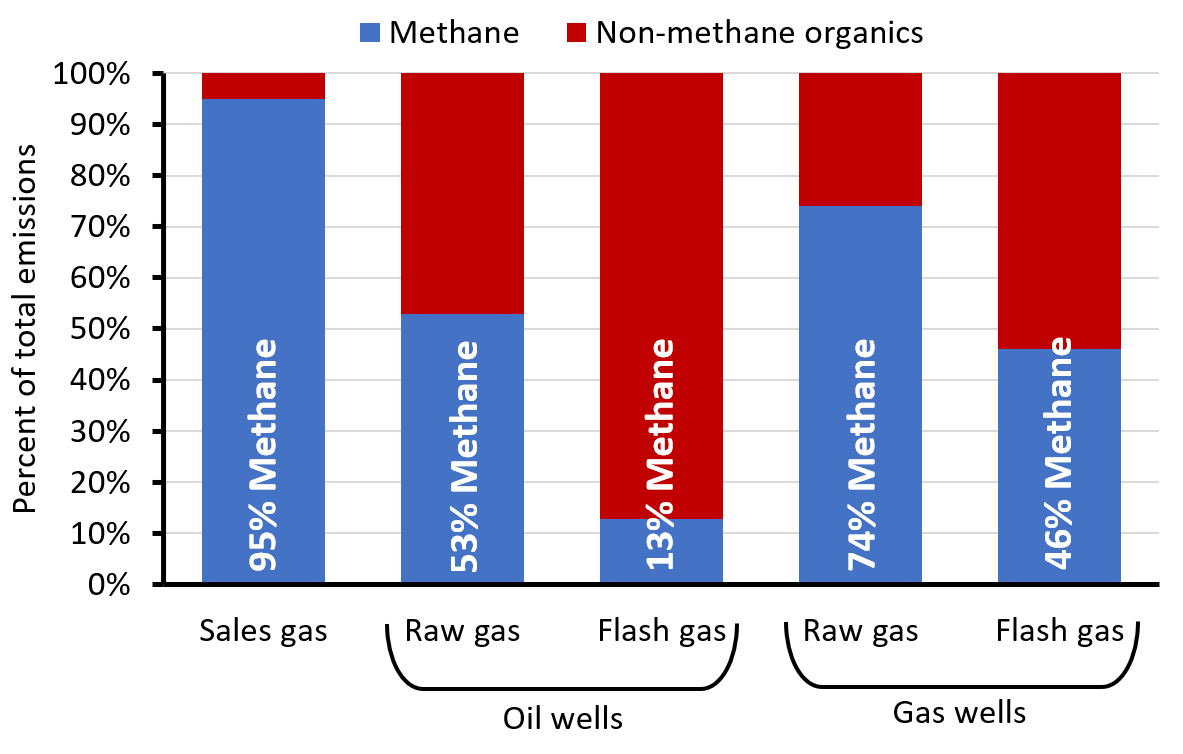 Methane
Non-methane organics
Percent of total emissions
100%
90%
80%
70%
60%
50%
40%
30%
20%
10%
0%
95% Methane
53% Methane
13% Methane
74% Methane
46% Methane
Sales gas
Raw gas
Flash gas
Raw gas
Flash gas
Oil wells
Gas wells